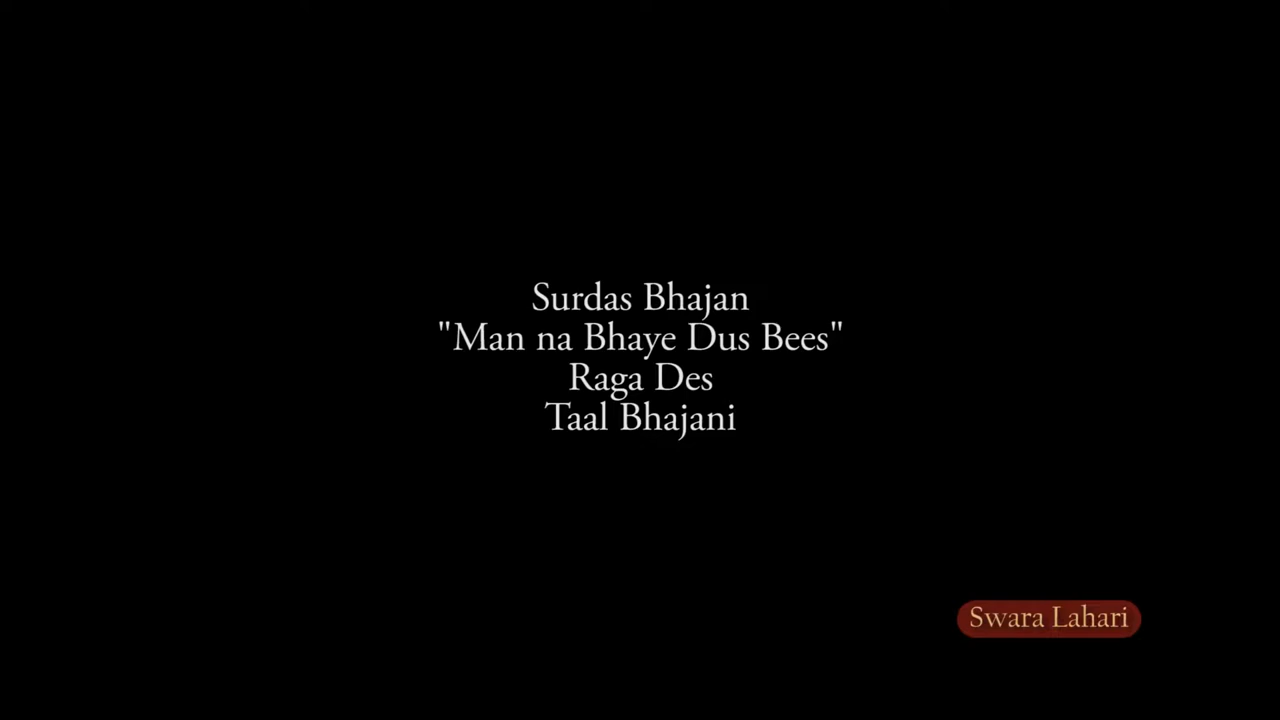 Surdas Bhajan
"Man na Bhaye Dus Bees"
Raga Des
Taal Bhajani
Swara Lahari